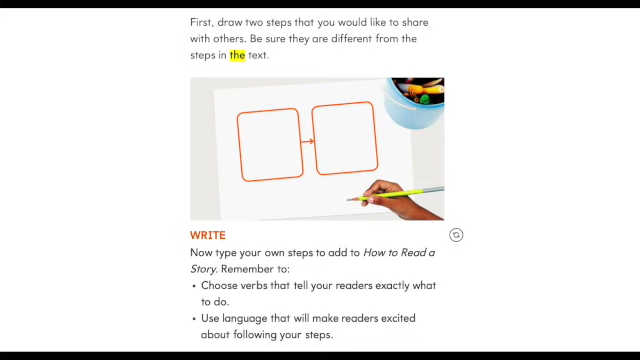 First, draw two steps that you would like to share
with others. Be sure they are different from the
steps in the text.
WRITE
Now type your own steps to add to How to Read a
Story. Remember to:
• Choose verbs that tell your readers exactly what
to do.
• Use language that will make readers excited
about following your steps.